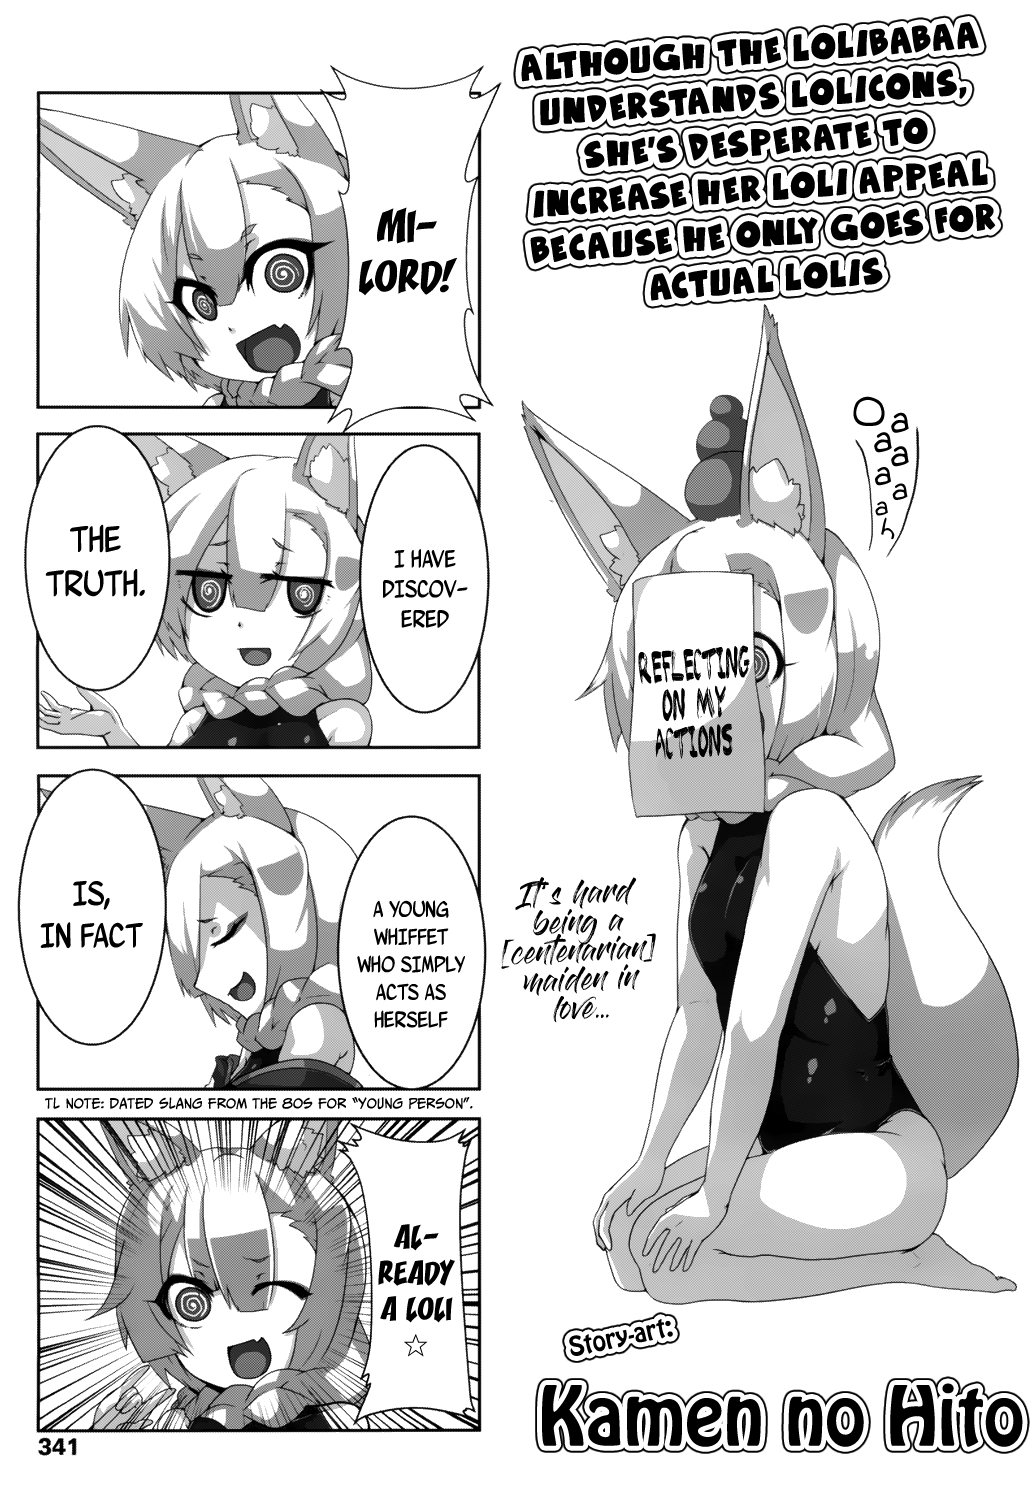 ALTHOUGH THE LOLIBABAA
UNDERSTANDS LOLICONS,
SHE'S DESPERATE TO
INCREASE HER LOLI APPEAL
BECAUSE HE ONLY GOES FOR
ACTUAL LOLIS
Oaaaaaah
REFLECTING
ON MY
ACTIONS
It's hard
being a
[centenarian]
maiden in
love...
Story-art:
Kamen no Hito
MI-
LORD!
I HAVE
DISCOV-
ERED
THE
TRUTH.
A YOUNG
WHIFFET
WHO SIMPLY
ACTS AS
HERSELF
IS,
IN FACT
TL NOTE: DATED SLANG FROM THE 80S FOR "YOUNG PERSON".
AL-
READY
A LOLI
☆
341